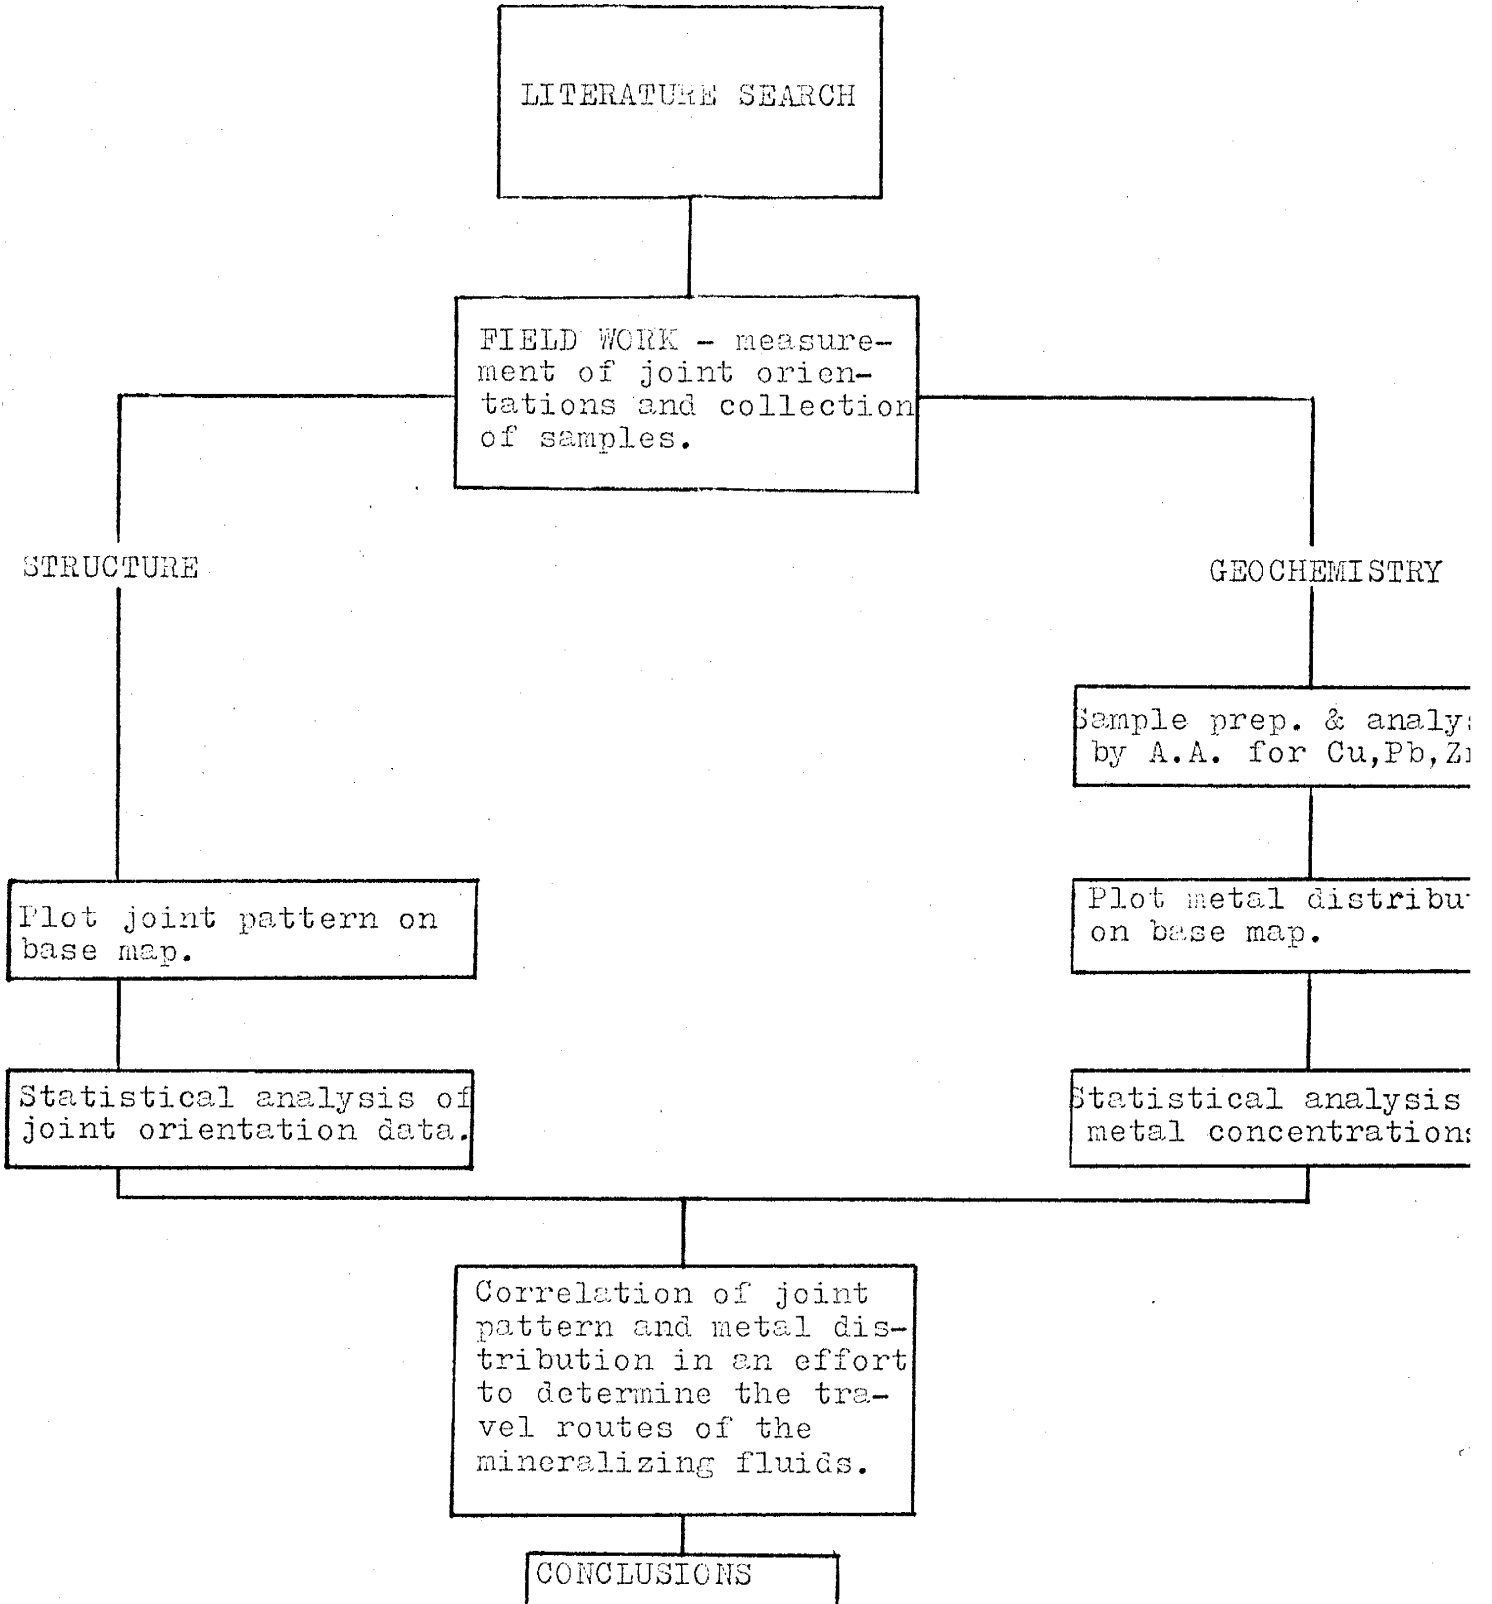 LITERATURE SEARCH
FIELD WORK - measure-
ment of joint orien-
tations and collection
of samples.
STRUCTURE
GEOCHEMISTRY
Sample prep. & analy
by A.A. for Cu,Pb,Z
Plot joint pattern on
base map.
Plot metal distribu
on base map.
Statistical analysis of
joint orientation data.
Statistical analysis
metal concentrations
Correlation of joint
pattern and metal dis-
tribution in an effort
to determine the tra-
vel routes of the
mineralizing fluids.
CONCLUSIONS